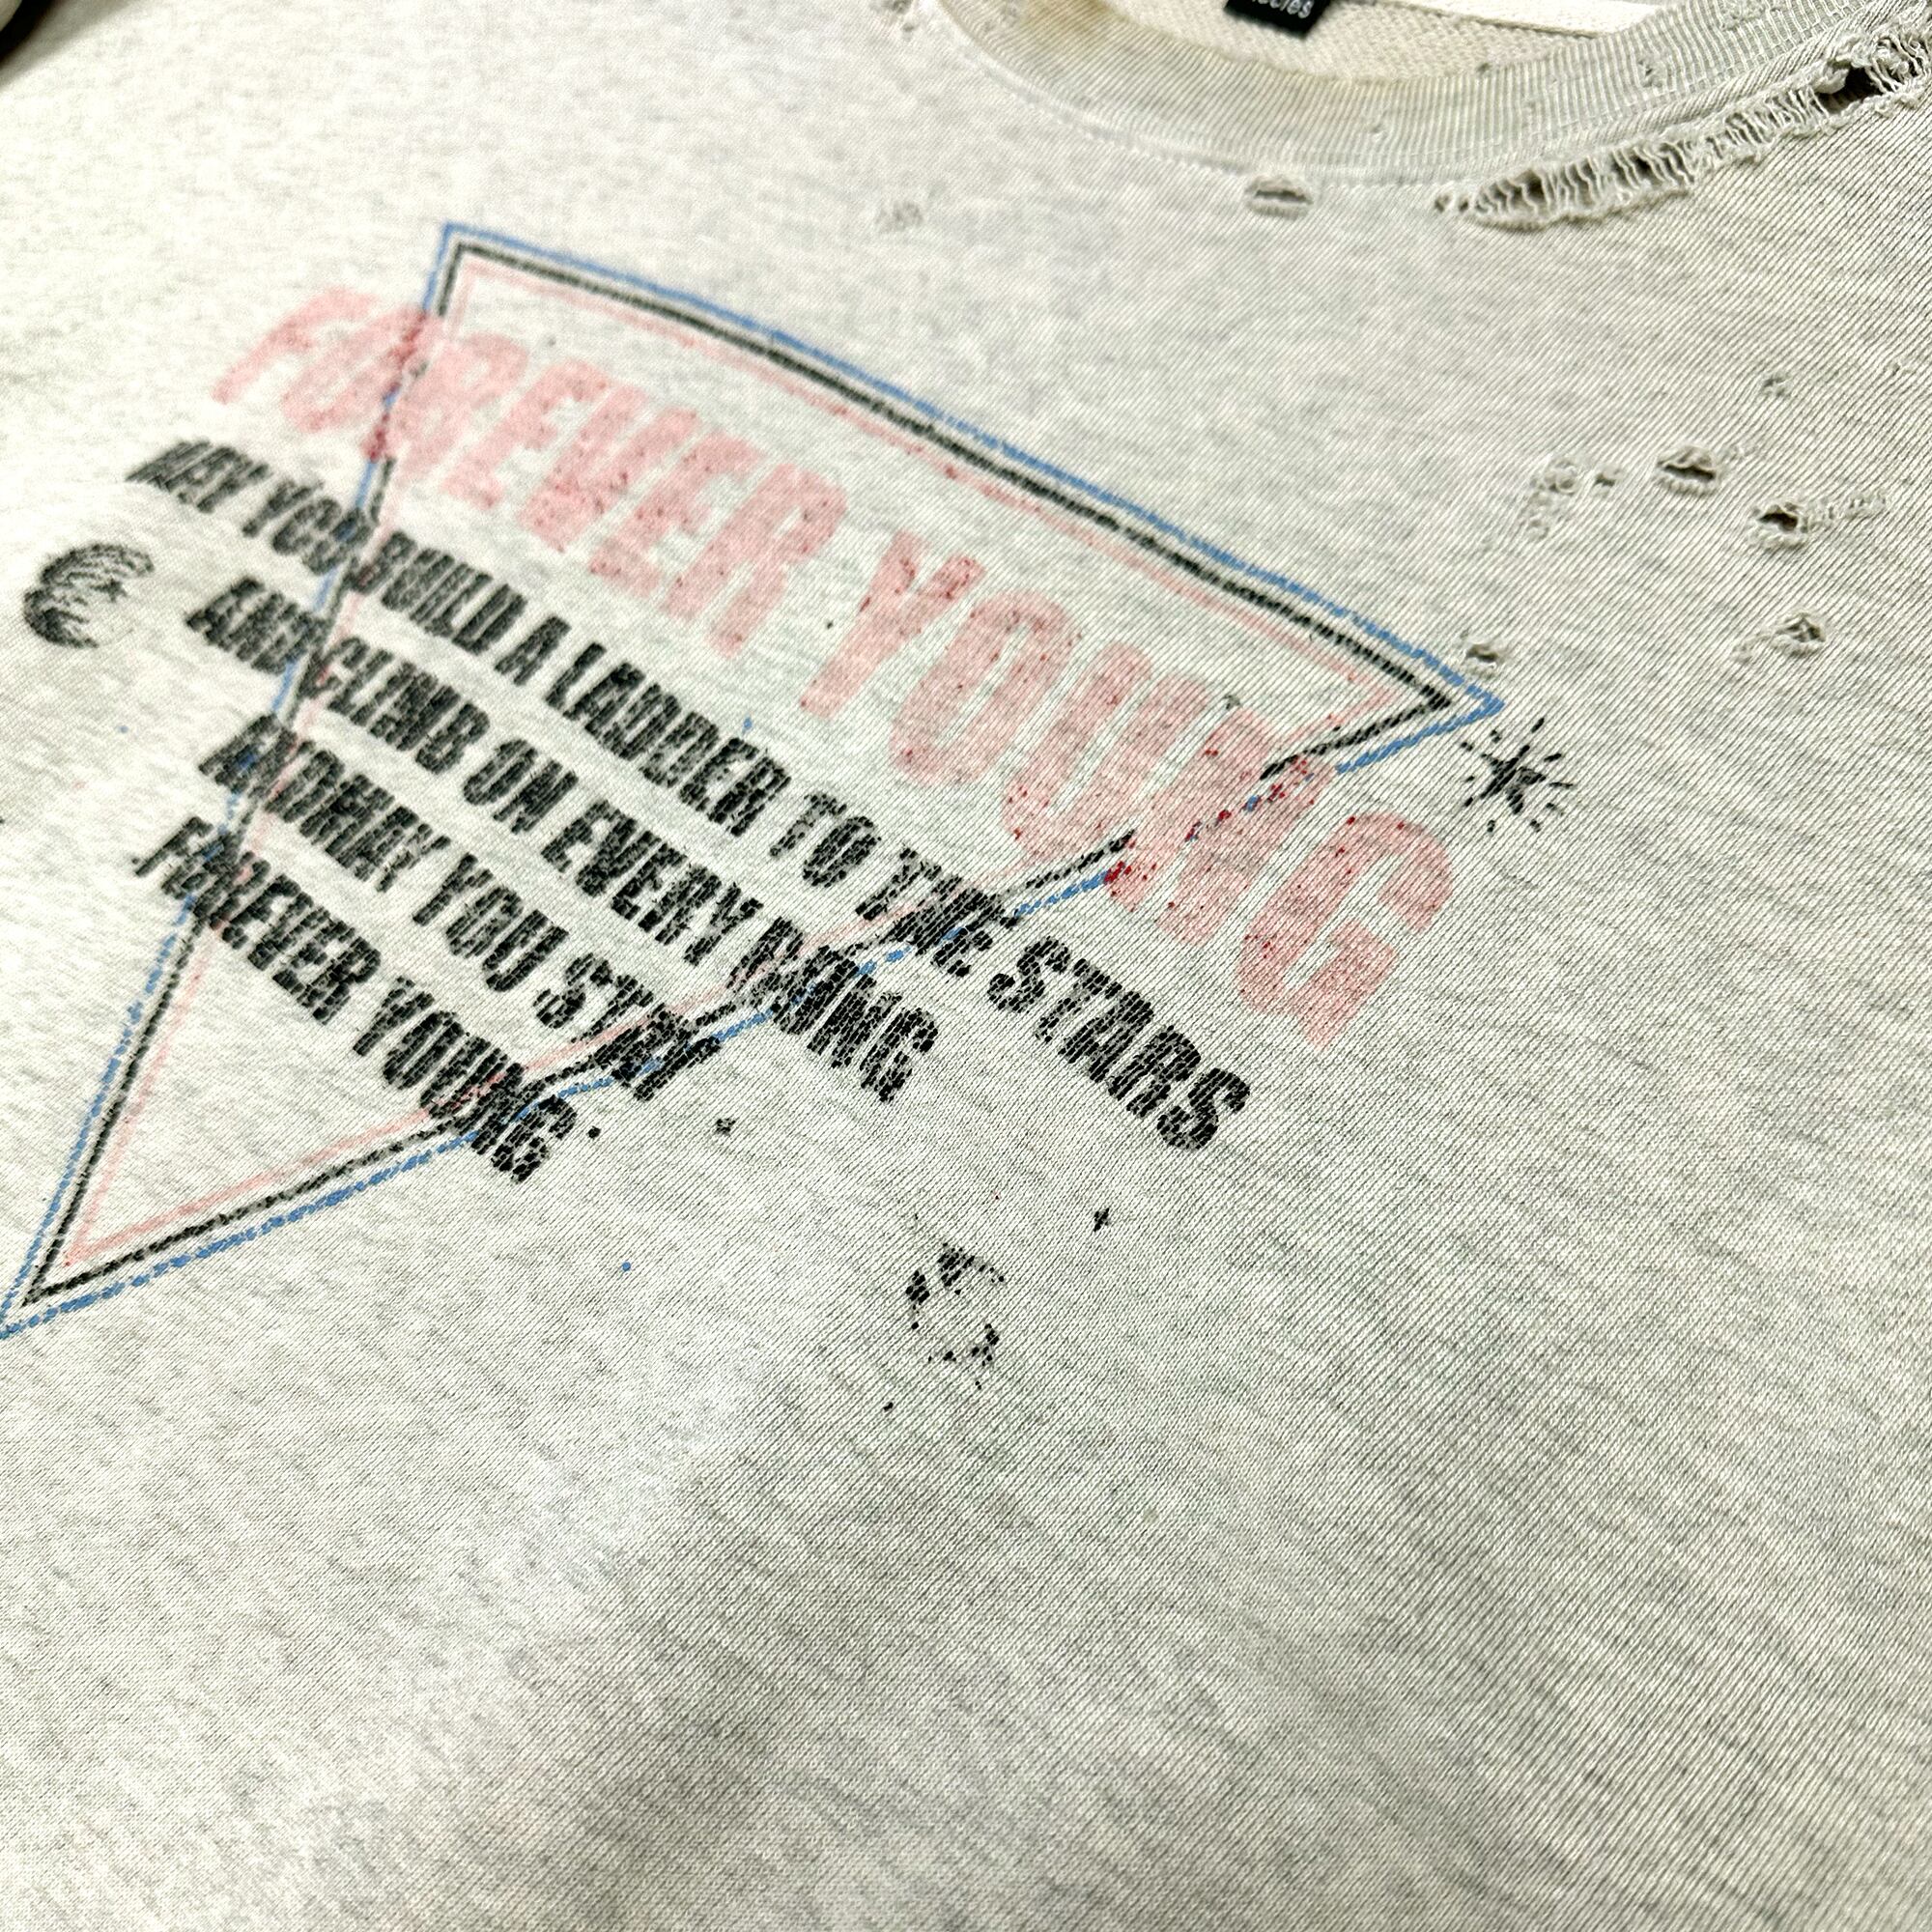 FOREVER YOUNG
MAY YOU BUILD A LADDER TO THE STARS
AND CLIMB ON EVERY RUNG
AND MAY YOU STAY
FOREVER YOUNG